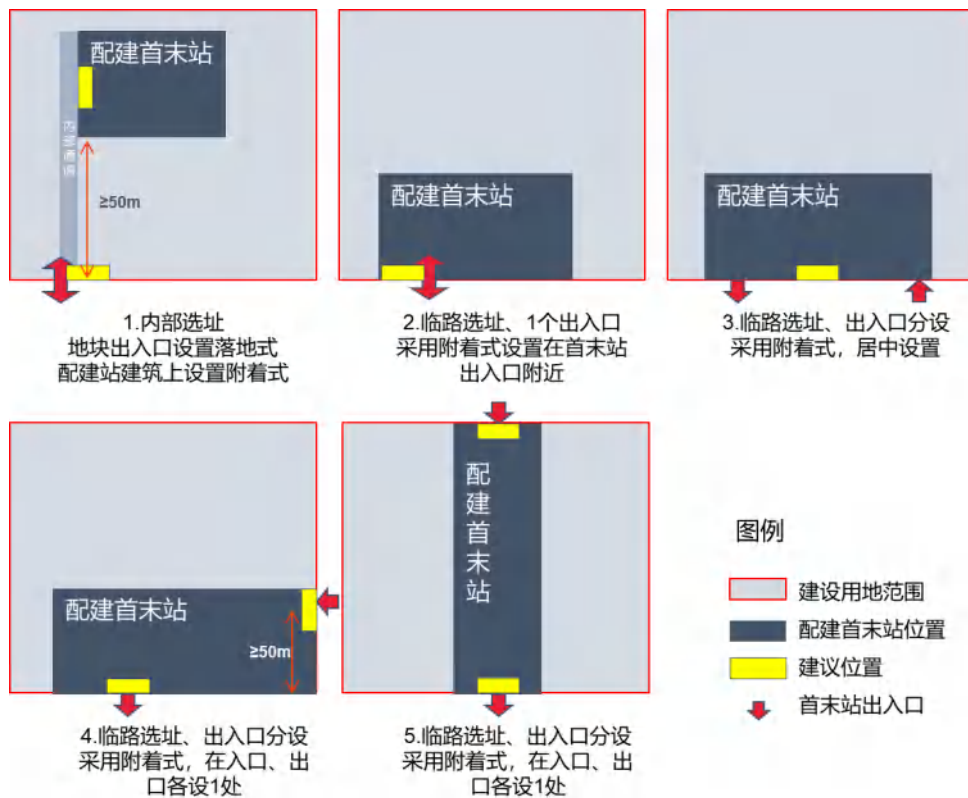 配建首末站
内部通道
≥50m
1.内部选址
地块出入口设置落地式
配建站建筑上设置附着式
配建首末站
2.临路选址、1个出入口
采用附着式设置在首末站
出入口附近
配建首末站
3.临路选址、出入口分设
采用附着式，居中设置
配建首末站
≥50m
4.临路选址、出入口分设
采用附着式，在入口、出
口各设1处
配建首末站
5.临路选址、出入口分设
采用附着式，在入口、出
口各设1处
图例
建设用地范围
配建首末站位置
建议位置
首末站出入口